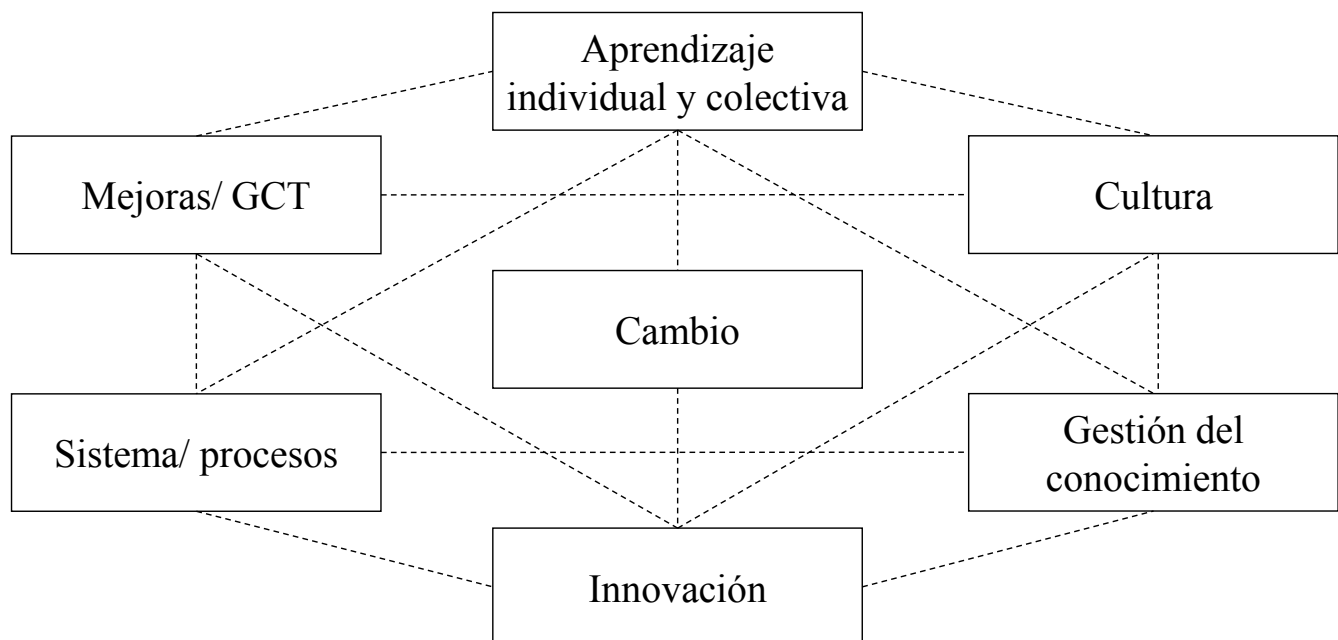 Aprendizaje
individual y colectiva
Mejoras/ GCT
Cultura
Cambio
Sistema/ procesos
Gestión del
conocimiento
Innovación